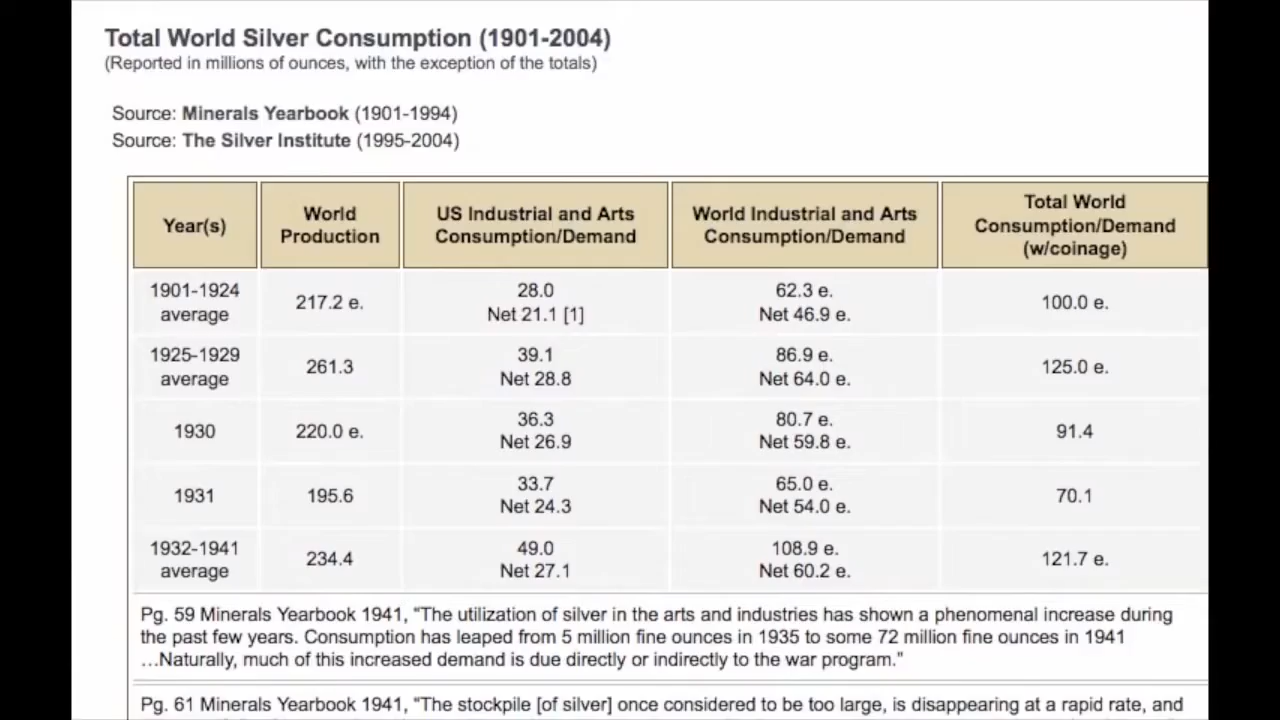 Total World Silver Consumption (1901-2004)
(Reported in millions of ounces, with the exception of the totals)
Source: Minerals Yearbook (1901-1994)
Source: The Silver Institute (1995-2004)
Year(s)
World
Production
US Industrial and Arts
Consumption/Demand
World Industrial and Arts
Consumption/Demand
Total World
Consumption/Demand
(w/coinage)
1901-1924
average
217.2 e.
28.0
Net 21.1 [1]
62.3 e.
Net 46.9 e.
100.0 e.
1925-1929
average
261.3
39.1
Net 28.8
86.9 e.
Net 64.0 e.
125.0 e.
1930
220.0 e.
36.3
Net 26.9
80.7 e.
Net 59.8 e.
91.4
1931
195.6
33.7
Net 24.3
65.0 e.
Net 54.0 e.
70.1
1932-1941
average
234.4
49.0
Net 27.1
108.9 e.
Net 60.2 e.
121.7 e.
Pg. 59 Minerals Yearbook 1941, “The utilization of silver in the arts and industries has shown a phenomenal increase during
the past few years. Consumption has leaped from 5 million fine ounces in 1935 to some 72 million fine ounces in 1941
…Naturally, much of this increased demand is due directly or indirectly to the war program.”
Pg. 61 Minerals Yearbook 1941, “The stockpile [of silver] once considered to be too large, is disappearing at a rapid rate, and